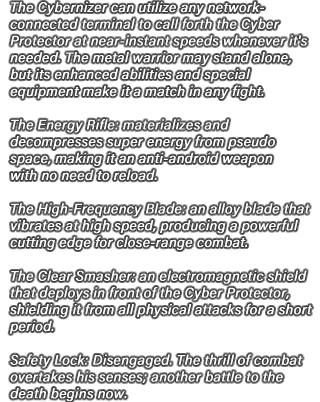 The Cybernizer can utilize any network-
connected terminal to call forth the Cyber
Protector at near-instant speeds whenever it's
needed. The metal warrior may stand alone,
but its enhanced abilities and special
equipment make it a match in any fight.

The Energy Rifle: materializes and
decompresses super energy from pseudo
space, making it an anti-android weapon
with no need to reload.

The High-Frequency Blade: an alloy blade that
vibrates at high speed, producing a powerful
cutting edge for close-range combat.

The Clear Smasher: an electromagnetic shield
that deploys in front of the Cyber Protector,
shielding it from all physical attacks for a short
period.

Safety Lock: Disengaged. The thrill of combat
overtakes his senses; another battle to the
death begins now.